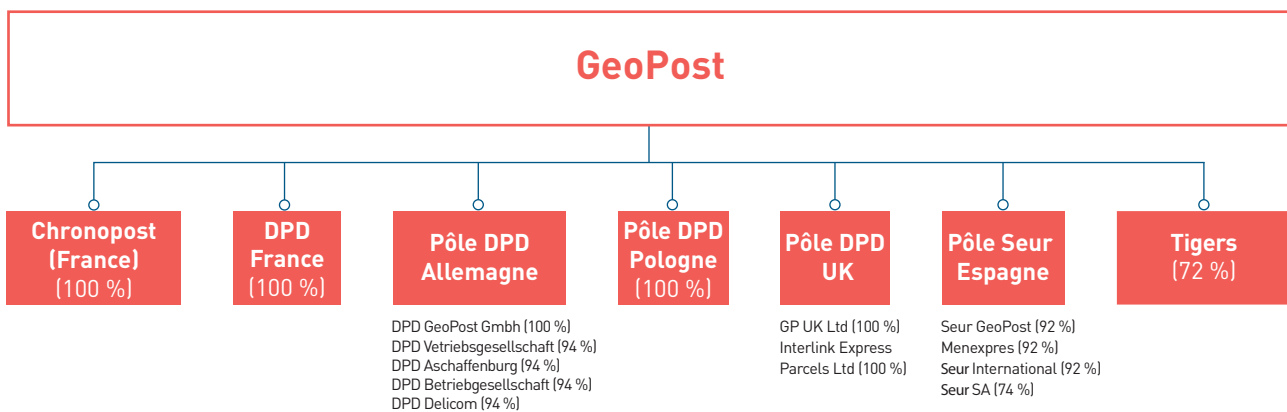 GeoPost
Chronopost
(France)
(100 %)
DPD
France
(100 %)
Pôle DPD
Allemagne
Pôle DPD
Pologne
(100 %)
Pôle DPD
UK
Pôle Seur
Espagne
Tigers
(72 %)
DPD GeoPost Gmbh (100 %)
DPD Vetriebsgesellschaft (94 %)
DPD Aschaffenburg (94 %)
DPD Betriebgesellschaft (94 %)
DPD Delicom (94 %)
GP UK Ltd (100 %)
Interlink Express
Parcels Ltd (100 %)
Seur GeoPost (92 %)
Menexpres (92 %)
Seur International (92 %)
Seur SA (74 %)